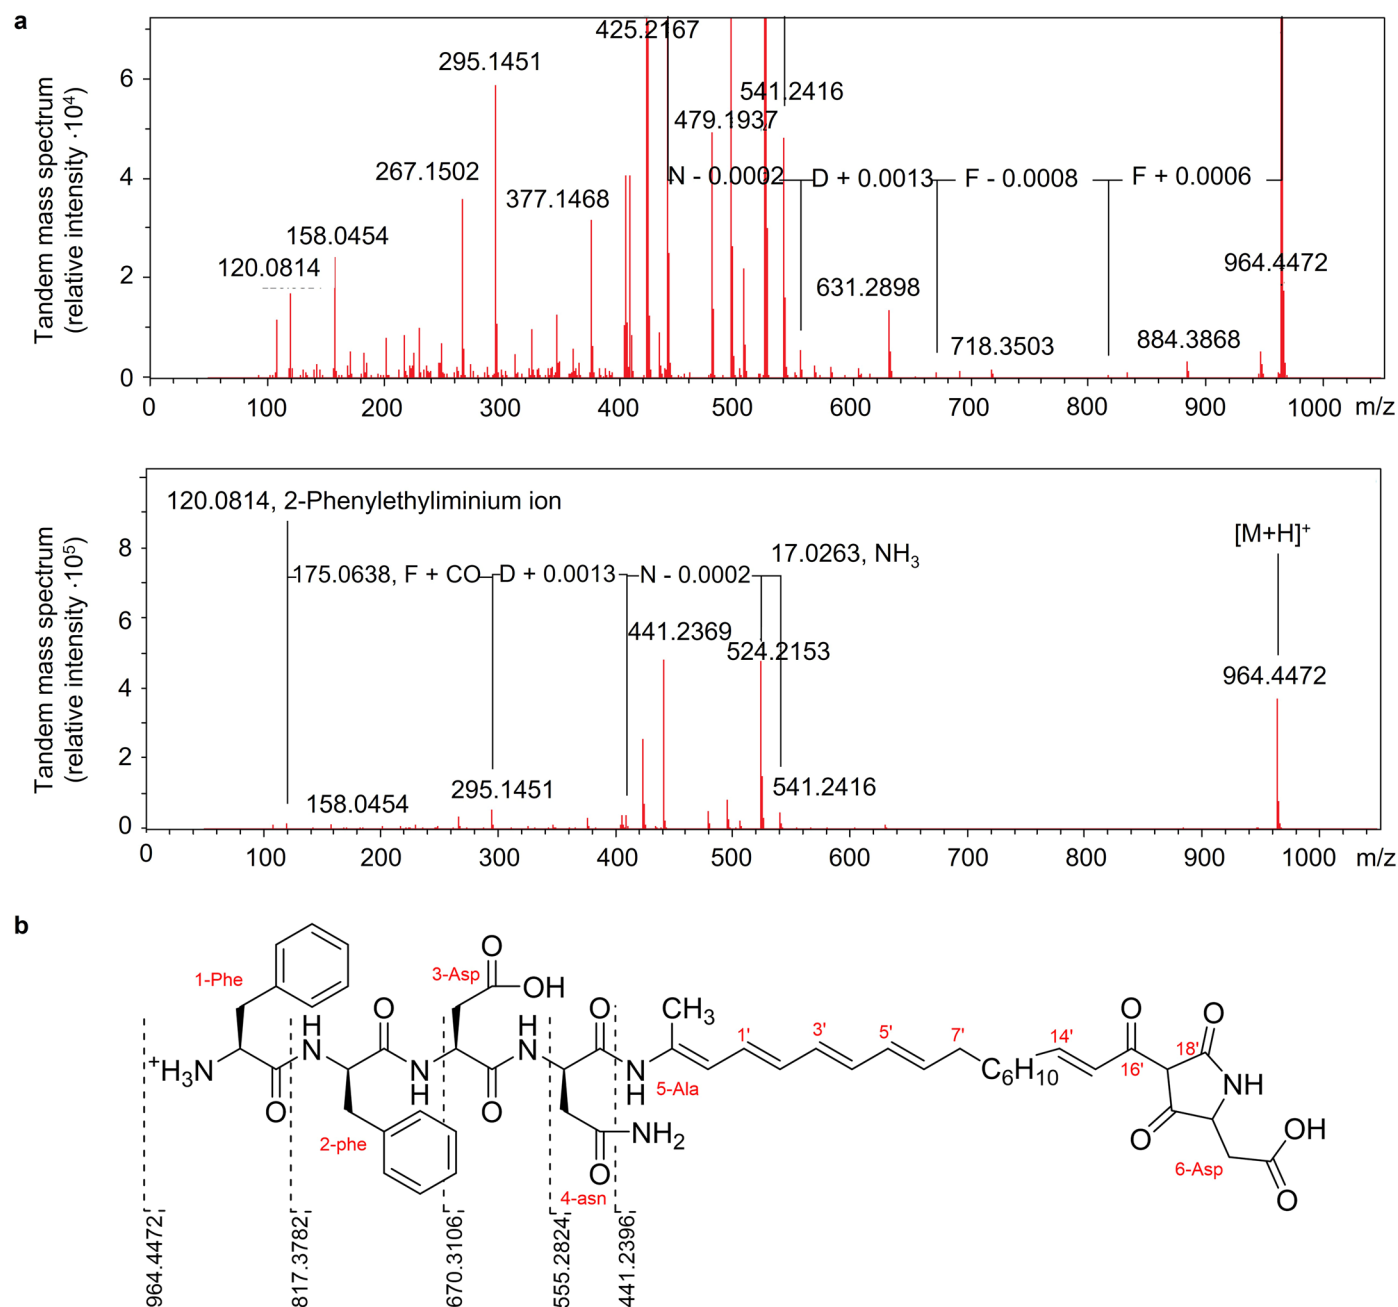 a
Tandem mass spectrum
(relative intensity ·10⁴)
6
4
2
0
425.2167
295.1451
541.2416
479.1937
267.1502
N - 0.0002
D + 0.0013
F - 0.0008
F + 0.0006
377.1468
158.0454
120.0814
964.4472
631.2898
718.3503
884.3868
0 100 200 300 400 500 600 700 800 900 1000 m/z
Tandem mass spectrum
(relative intensity ·10⁵)
8
6
4
2
0
120.0814, 2-Phenylethyliminium ion
[M+H]⁺
17.0263, NH₃
175.0638, F + CO
D + 0.0013
N - 0.0002
441.2369
524.2153
964.4472
541.2416
295.1451
158.0454
0 100 200 300 400 500 600 700 800 900 1000 m/z
b
1-Phe
3-Asp
O
OH
O
H
N
H
N
O
CH₃
1' 3' 5' 7'
14'
O
O
18'
16'
⁺H₃N
O
N
H
O
N
H
5-Ala
C₆H₁₀
NH
O
2-phe
NH₂
O
4-asn
OH
O
6-Asp
964.4472
817.3782
670.3106
555.2824
441.2396